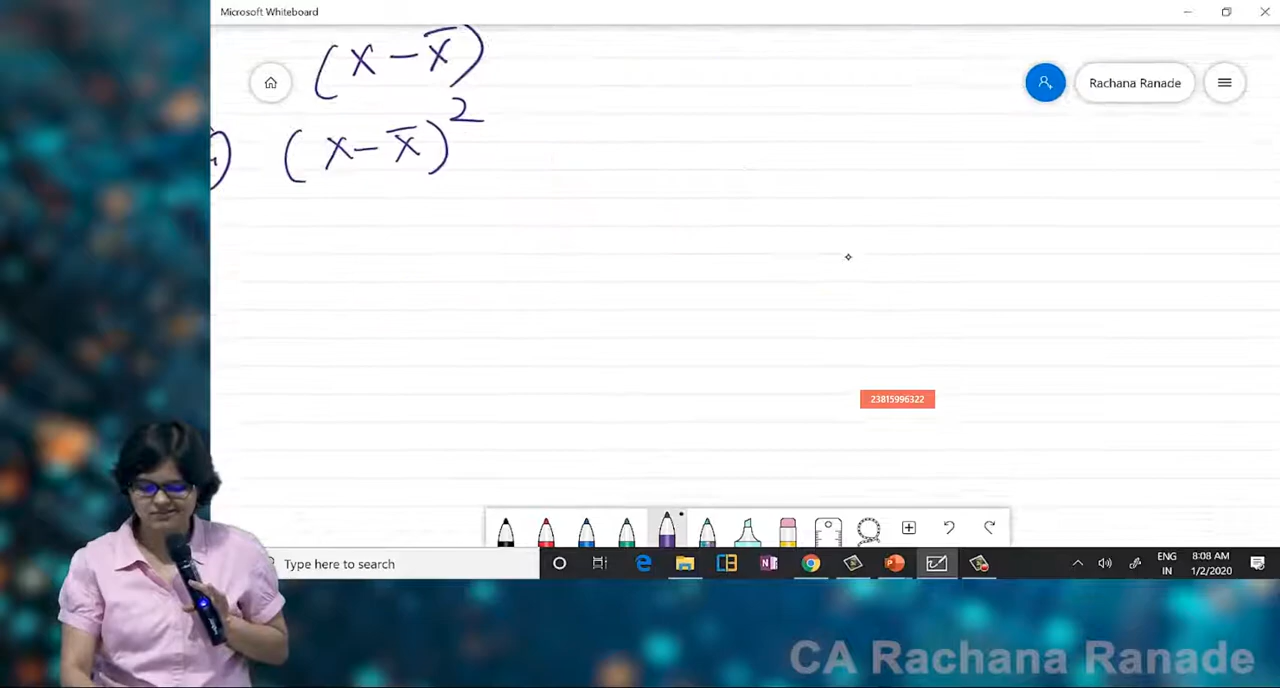 Microsoft Whiteboard
(x - x̄)
(x - x̄)²
Rachana Ranade
23815996322
Type here to search
ENG
IN
8:08 AM
1/2/2020
CA Rachana Ranade